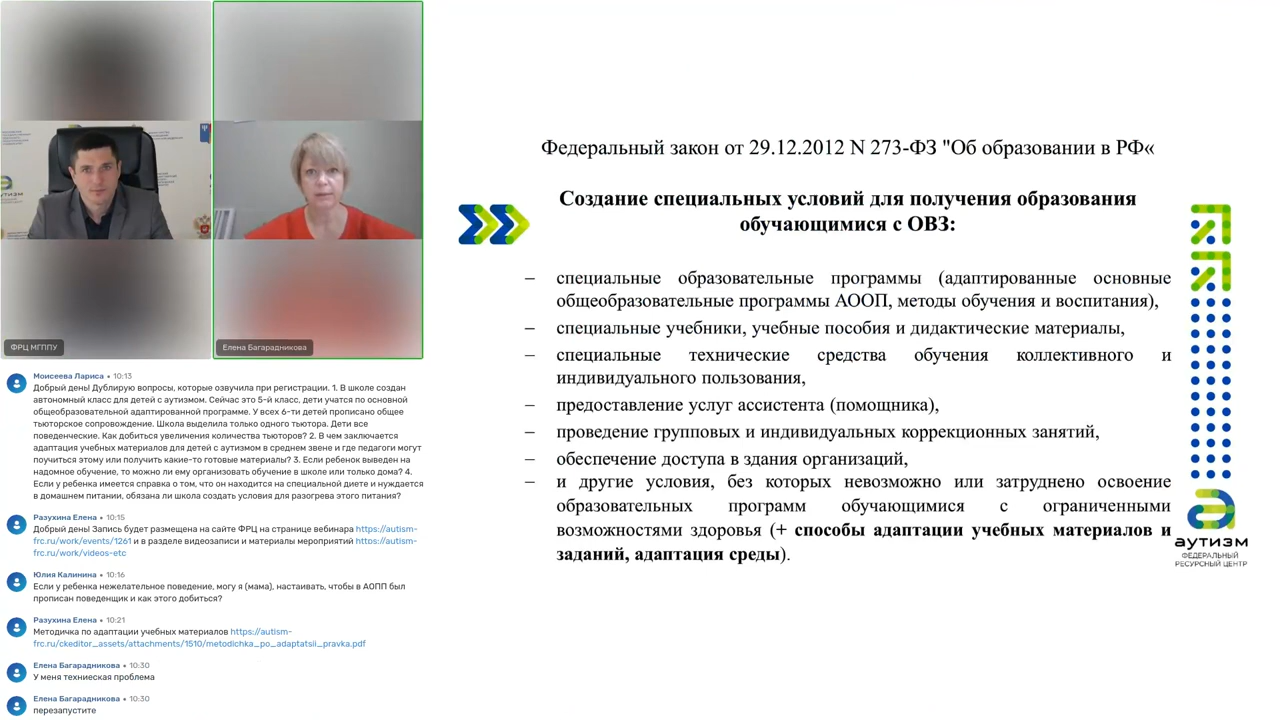 ФРЦ МГППУ
Елена Багарадникова
Моисеева Лариса • 10:13
Добрый день! Дублирую вопросы, которые озвучила при регистрации. 1. В школе создан
автономный класс для детей с аутизмом. Сейчас это 5-й класс, дети учатся по основной
общеобразовательной адаптированной программе. У всех 6-ти детей прописано общее
тьюторское сопровождение. Школа выделила только одного тьютора. Дети все
поведенческие. Как добиться увеличения количества тьюторов? 2. В чем заключается
адаптация учебных материалов для детей с аутизмом в среднем звене и где педагоги могут
поучиться этому или получить какие-то готовые материалы? 3. Если ребенок выведен на
надомное обучение, то можно ли ему организовать обучение в школе или только дома? 4.
Если у ребенка имеется справка о том, что он находится на специальной диете и нуждается
в домашнем питании, обязана ли школа создать условия для разогрева этого питания?
Разухина Елена • 10:15
Добрый день! Запись будет размещена на сайте ФРЦ на странице вебинара https://autism-
frc.ru/work/events/1261 и в разделе видеозаписи и материалы мероприятий https://autism-
frc.ru/work/videos-etc
Юлия Калинина • 10:16
Если у ребенка нежелательное поведение, могу я (мама), настаивать, чтобы в АОПП был
прописан поведенщик и как этого добиться?
Разухина Елена • 10:21
Методичка по адаптации учебных материалов https://autism-
frc.ru/ckeditor_assets/attachments/1510/metodichka_po_adaptatsii_pravka.pdf
Елена Багарадникова • 10:30
У меня техниеская проблема
Елена Багарадникова • 10:30
перезапустите
Федеральный закон от 29.12.2012 N 273-ФЗ "Об образовании в РФ«
Создание специальных условий для получения образования
обучающимися с ОВЗ:
– специальные образовательные программы (адаптированные основные
общеобразовательные программы АООП, методы обучения и воспитания),
– специальные учебники, учебные пособия и дидактические материалы,
– специальные технические средства обучения коллективного и
индивидуального пользования,
– предоставление услуг ассистента (помощника),
– проведение групповых и индивидуальных коррекционных занятий,
– обеспечение доступа в здания организаций,
– и другие условия, без которых невозможно или затруднено освоение
образовательных программ обучающимися с ограниченными
возможностями здоровья (+ способы адаптации учебных материалов и
заданий, адаптация среды).
аутизм
ФЕДЕРАЛЬНЫЙ
РЕСУРСНЫЙ ЦЕНТР